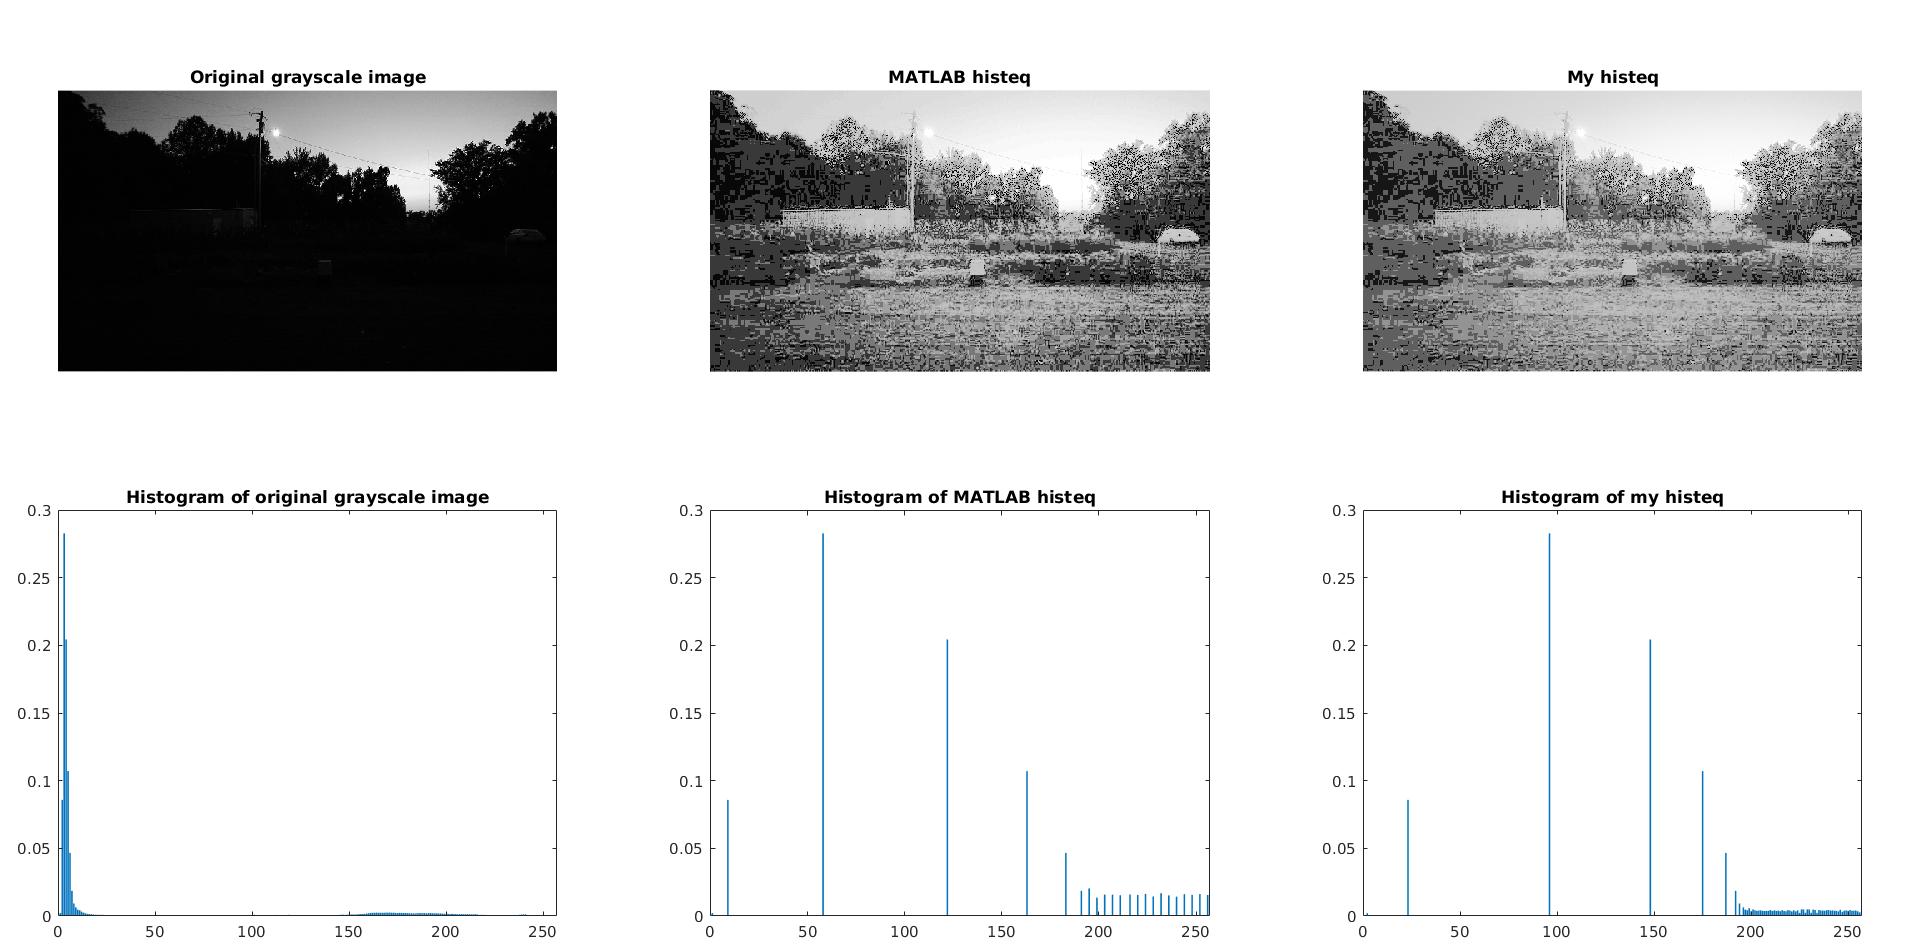 Original grayscale image
MATLAB histeq
My histeq
Histogram of original grayscale image
0.3
0.25
0.2
0.15
0.1
0.05
0
0 50 100 150 200 250
Histogram of MATLAB histeq
0.3
0.25
0.2
0.15
0.1
0.05
0
0 50 100 150 200 250
Histogram of my histeq
0.3
0.25
0.2
0.15
0.1
0.05
0
0 50 100 150 200 250